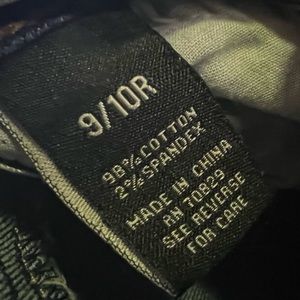 9/10R
98% COTTON
2% SPANDEX
MADE IN CHINA
RN 70829
SEE REVERSE
FOR CARE